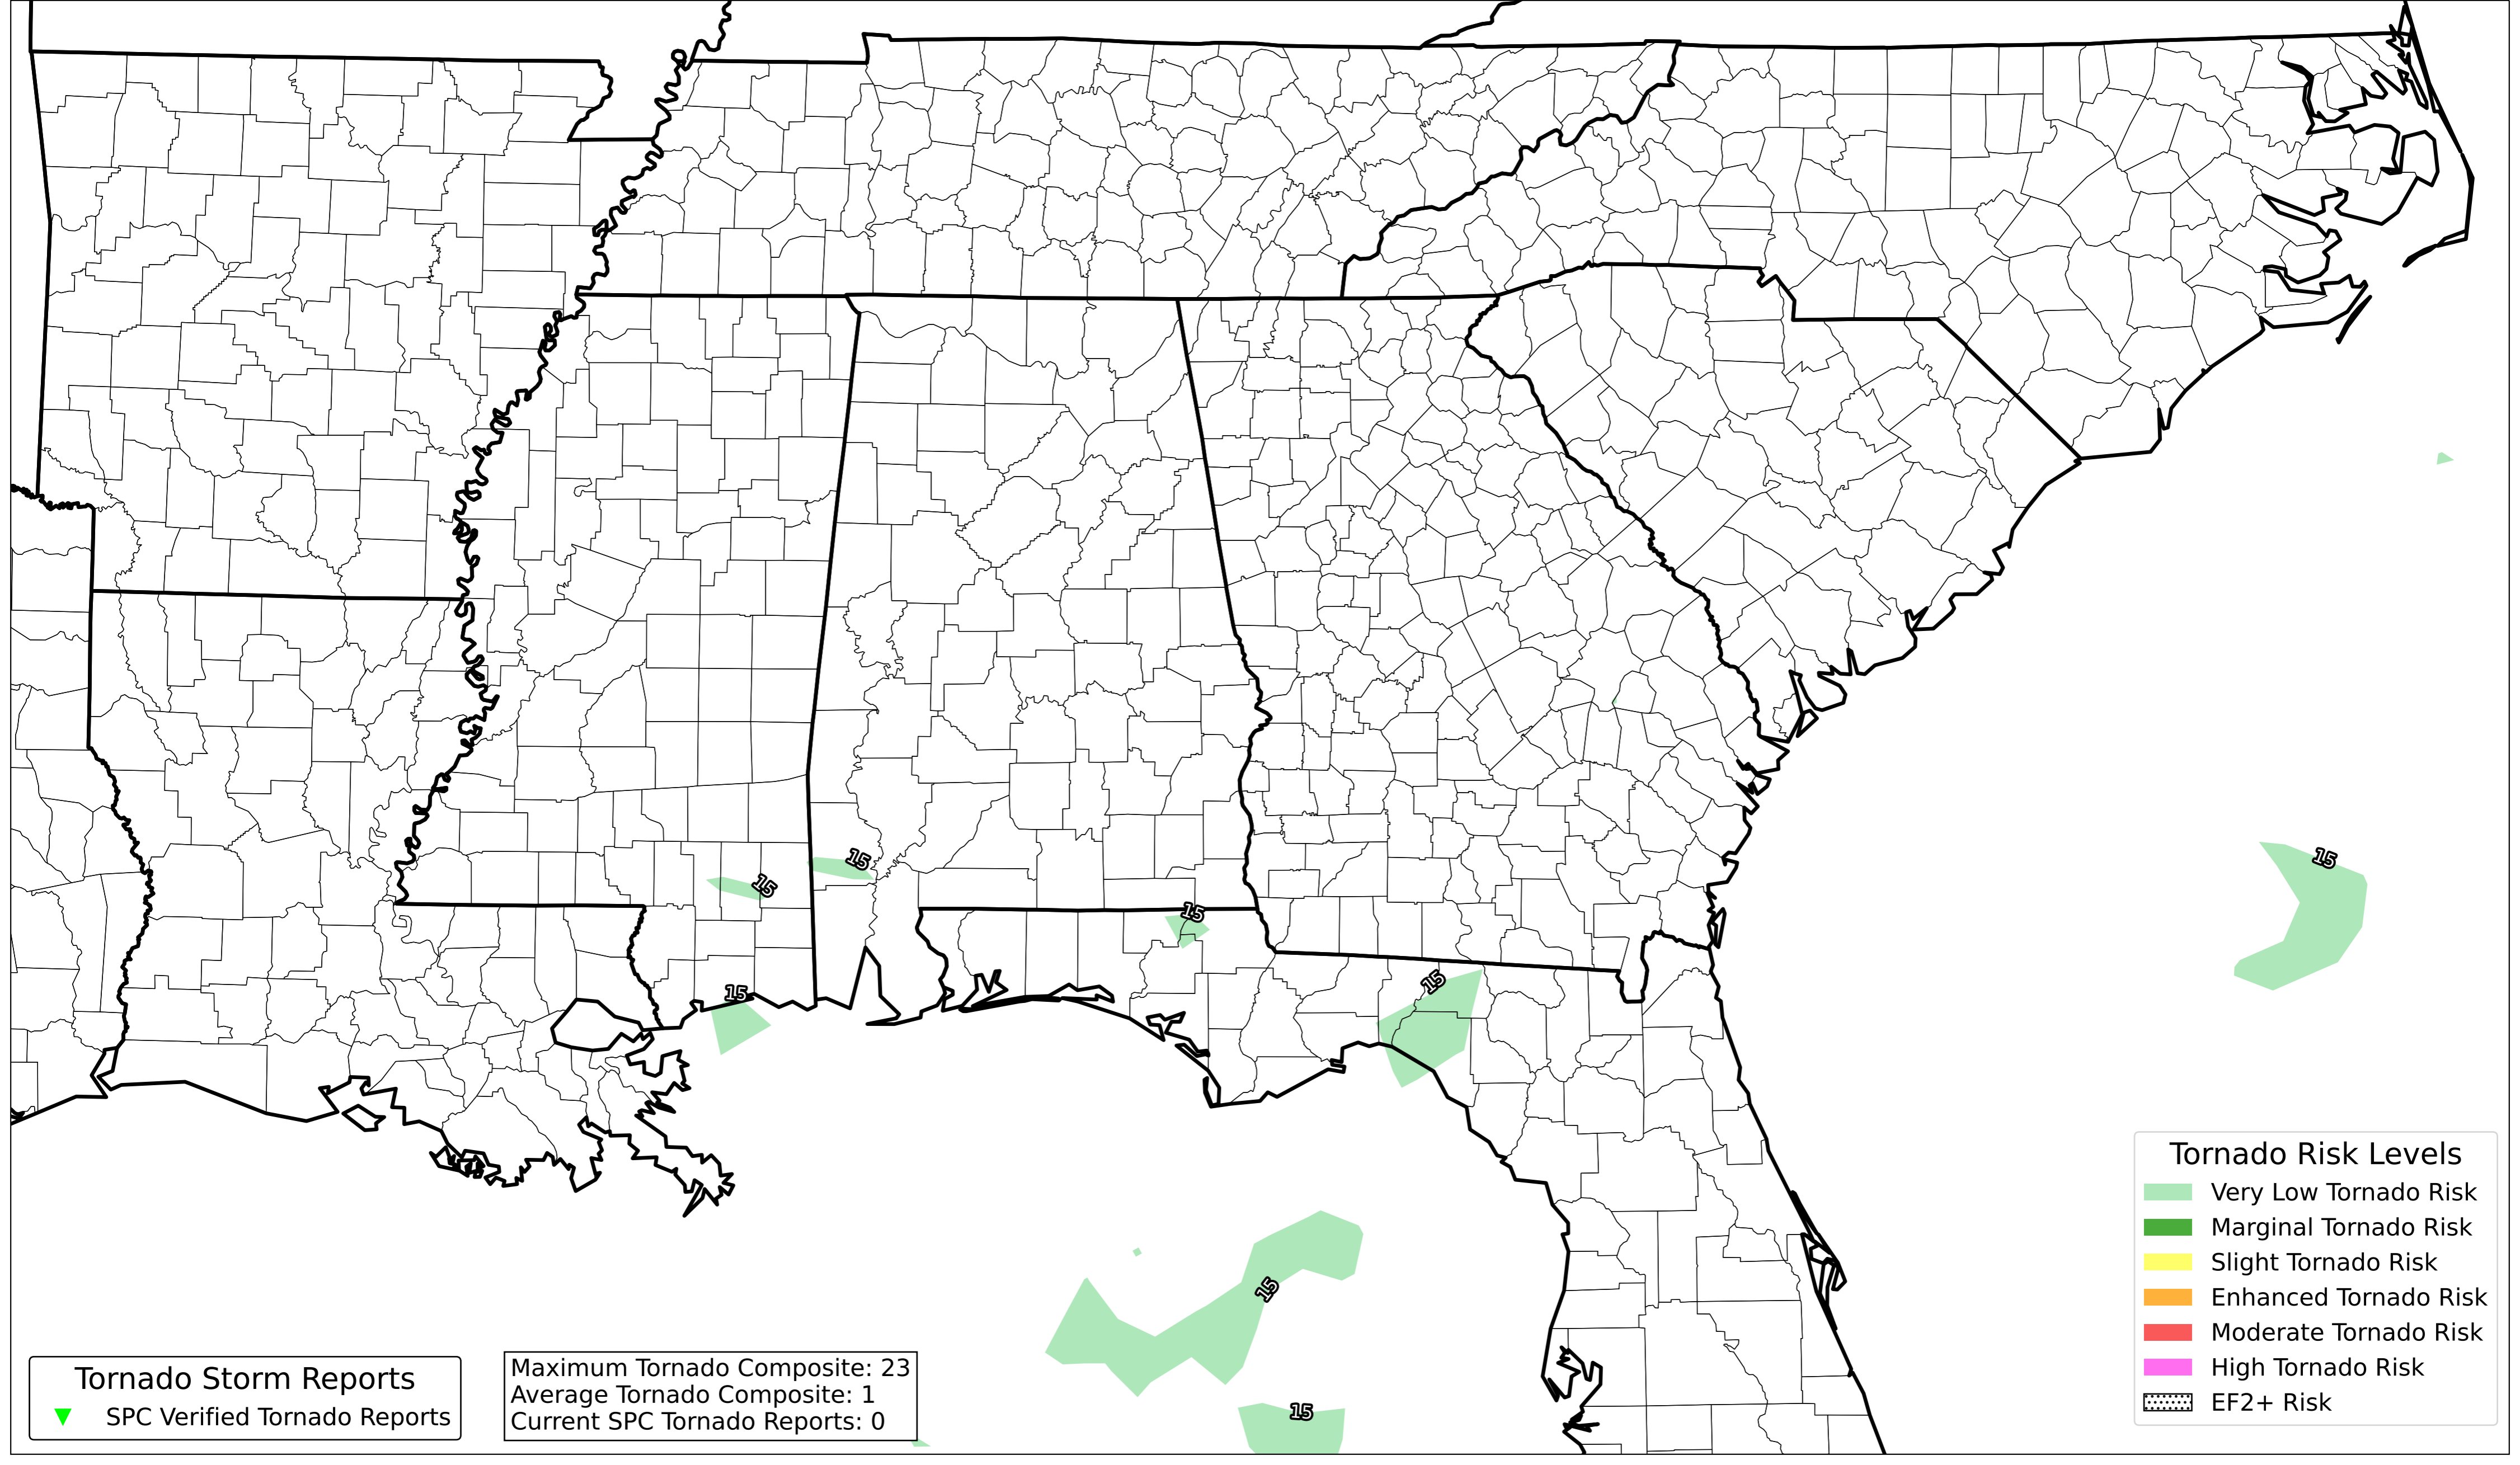 15
15
15
15
15
15
15
15
Tornado Risk Levels
Very Low Tornado Risk
Marginal Tornado Risk
Slight Tornado Risk
Enhanced Tornado Risk
Moderate Tornado Risk
High Tornado Risk
EF2+ Risk
Tornado Storm Reports
SPC Verified Tornado Reports
Maximum Tornado Composite: 23
Average Tornado Composite: 1
Current SPC Tornado Reports: 0